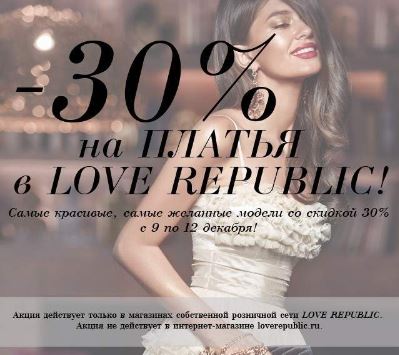 -30%
на ПЛАТЬЯ
в LOVE REPUBLIC!
Самые красивые, самые желанные модели со скидкой 30%
с 9 по 12 декабря!
Акция действует только в магазинах собственной розничной сети LOVE REPUBLIC.
Акция не действует в интернет-магазине loverepublic.ru.